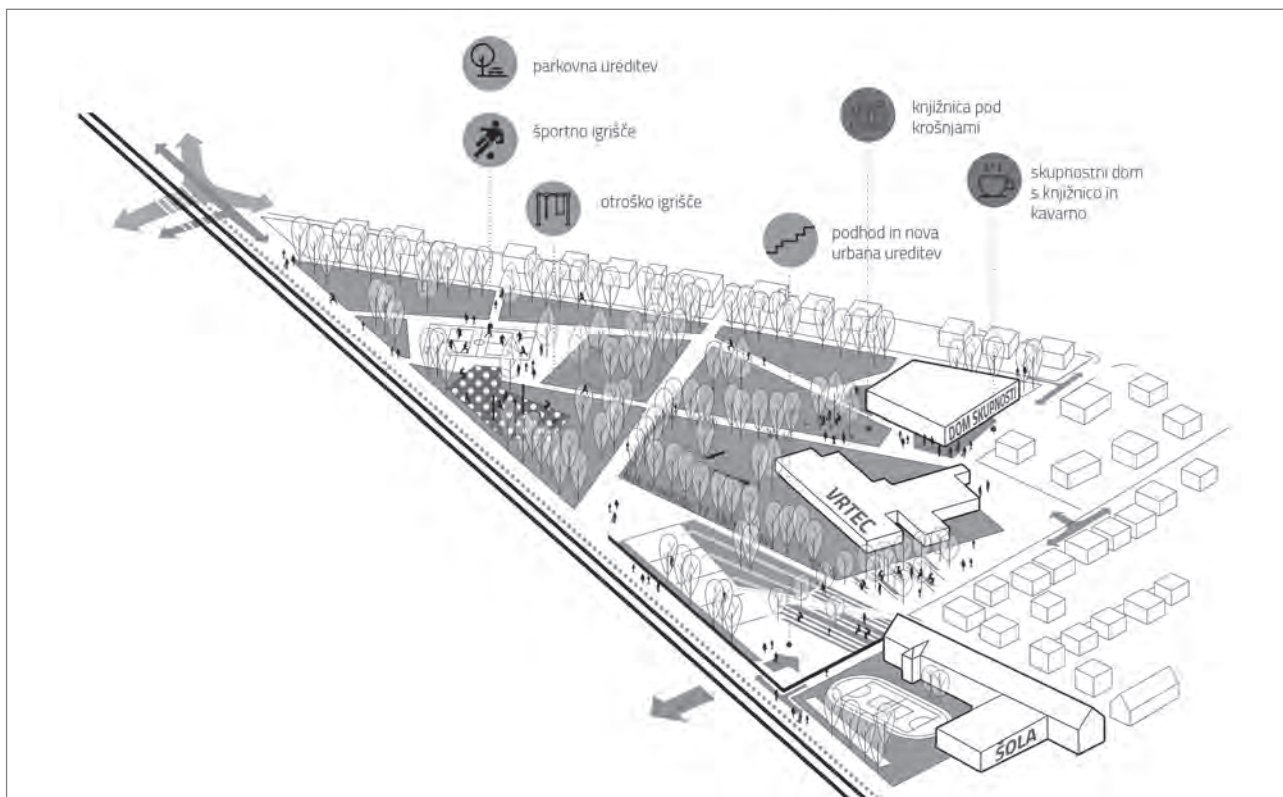 parkovna ureditev
športno igrišče
otroško igrišče
knjižnica pod
krošnjami
skupnostni dom
s knjižnico in
kavarno
podhod in nova
urbana ureditev
DOM SKUPNOSTI
VRTEC
ŠOLA